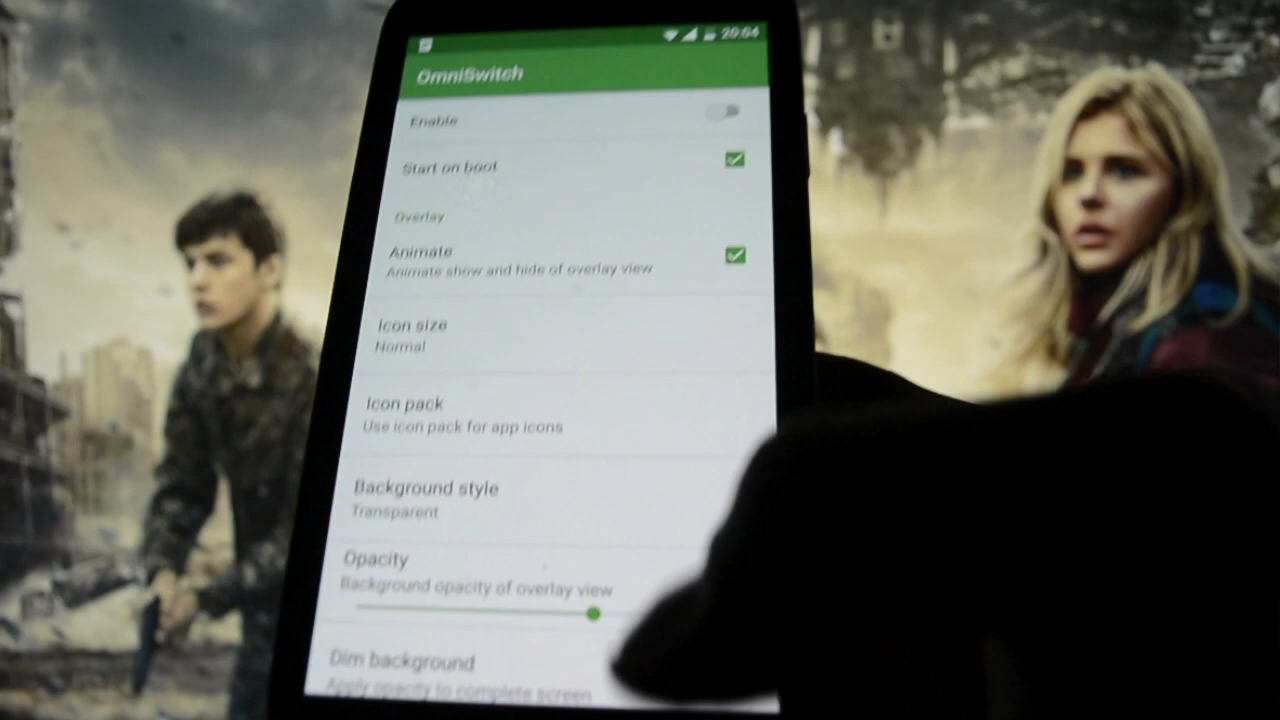 20:04
OmniSwitch
Enable
Start on boot
Overlay
Animate
Animate show and hide of overlay view
Icon size
Normal
Icon pack
Use icon pack for app icons
Background style
Transparent
Opacity
Background opacity of overlay view
Dim background
Apply opacity to complete screen